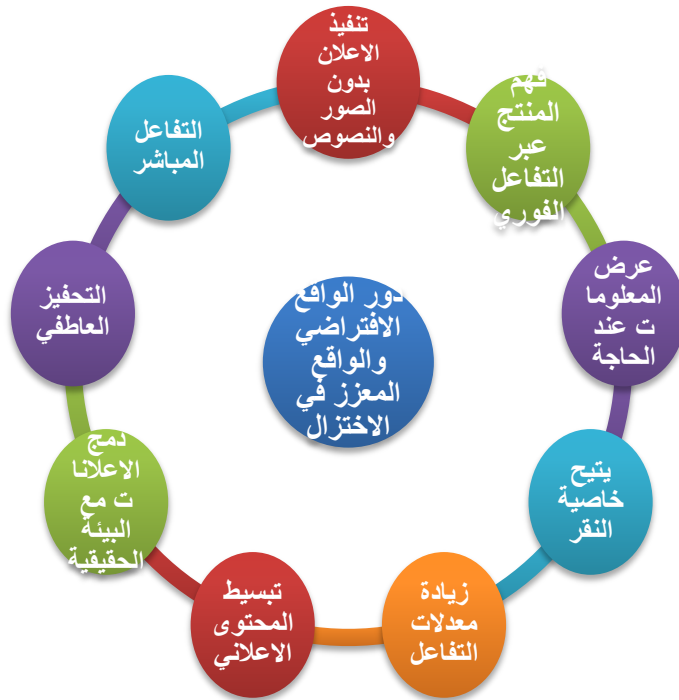 تنفيذ
الاعلان
بدون
الصور
والنصوص
فهم
المنتج
عبر
التفاعل
الفوري
عرض
المعلوما
ت عند
الحاجة
يتيح
خاصية
النقر
زيادة
معدلات
التفاعل
تبسيط
المحتوى
الاعلاني
دمج
الاعلانا
ت مع
البيئة
الحقيقية
التحفيز
العاطفي
التفاعل
المباشر
دور الواقع
الافتراضي
والواقع
المعزز في
الاختزال